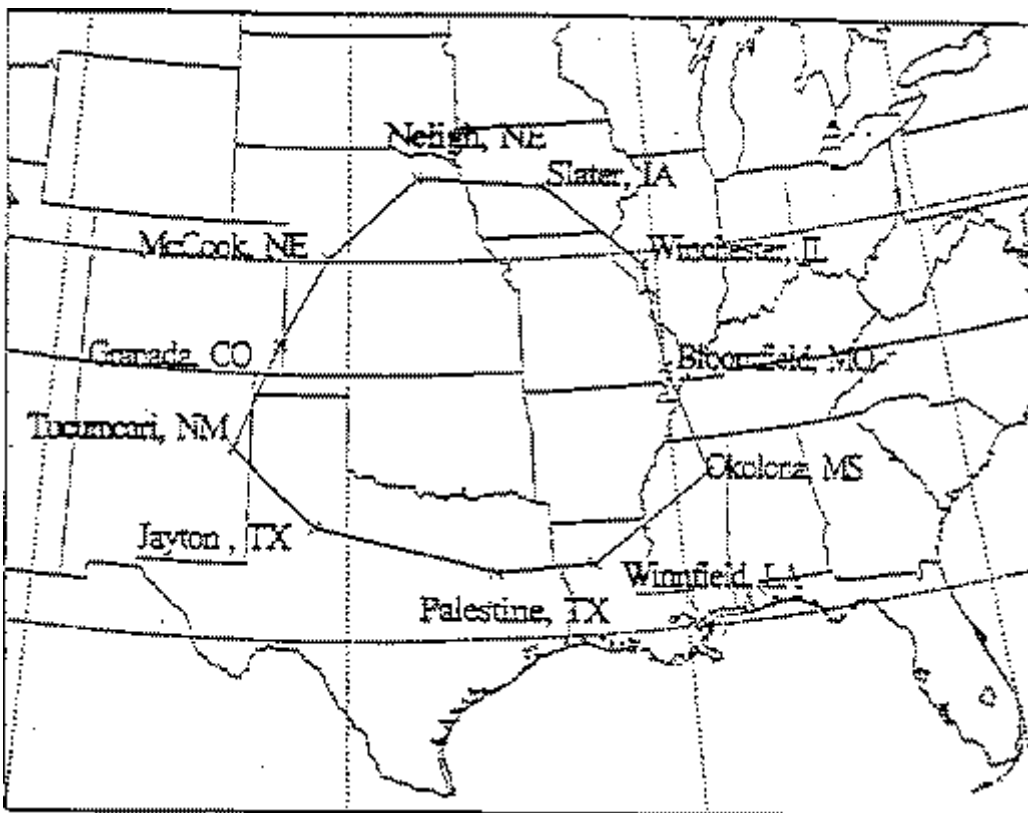 Neligh, NE
Slater, IA
McCook, NE
Winchester, IL
Granada, CO
Bloomfield, MO
Tucumcari, NM
Okolona, MS
Jayton , TX
Winnfield, LA
Palestine, TX